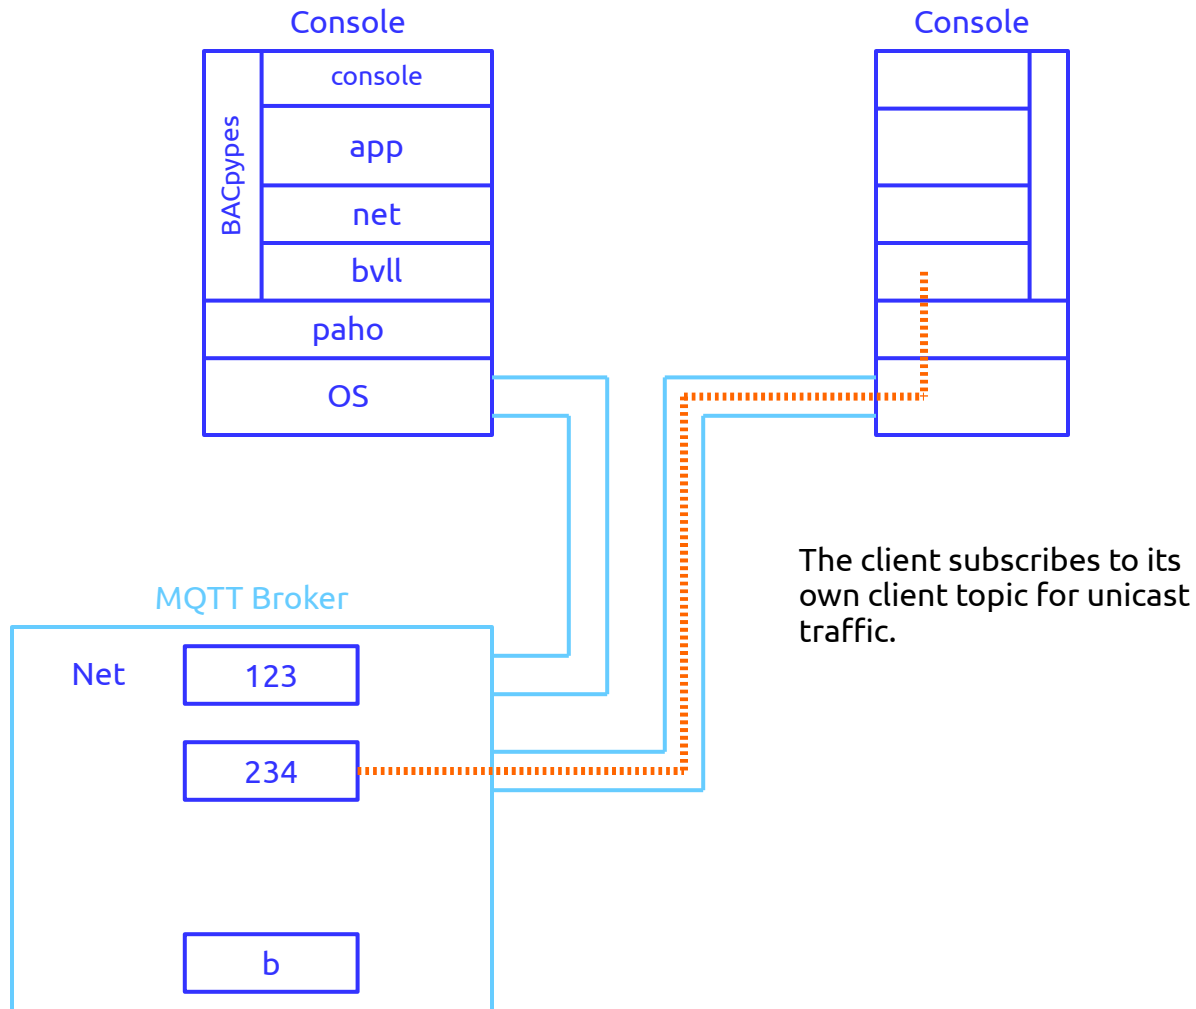 Console
Console
console
BACpypes
app
net
bvll
paho
OS
The client subscribes to its
own client topic for unicast
traffic.
MQTT Broker
Net
123
234
b